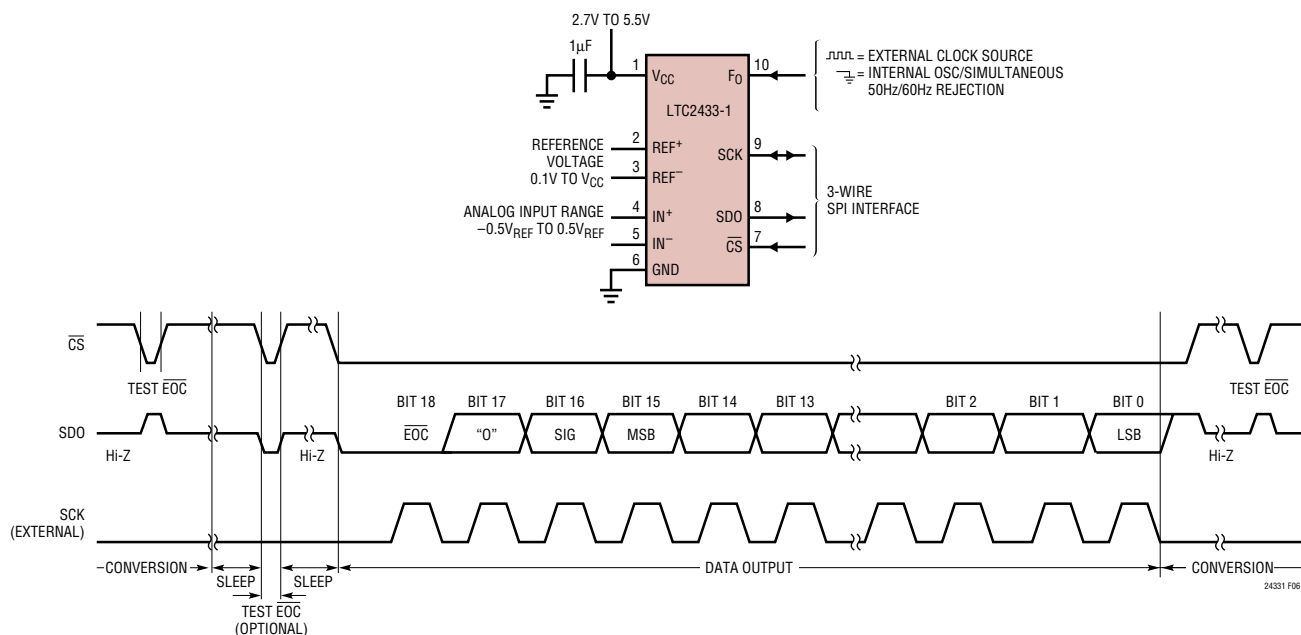 2.7V TO 5.5V
1µF
1
VCC
FO
10
= EXTERNAL CLOCK SOURCE
= INTERNAL OSC/SIMULTANEOUS
50Hz/60Hz REJECTION
LTC2433-1
REFERENCE
VOLTAGE
0.1V TO VCC
2
REF+
3
REF–
SCK
9
ANALOG INPUT RANGE
–0.5VREF TO 0.5VREF
4
IN+
5
IN–
SDO
8
CS
7
3-WIRE
SPI INTERFACE
6
GND
CS
TEST EOC
TEST EOC
BIT 18
BIT 17
BIT 16
BIT 15
BIT 14
BIT 13
BIT 2
BIT 1
BIT 0
SDO
EOC
"0"
SIG
MSB
LSB
Hi-Z
Hi-Z
Hi-Z
SCK
(EXTERNAL)
CONVERSION
SLEEP
SLEEP
DATA OUTPUT
CONVERSION
TEST EOC
(OPTIONAL)
24331 F06